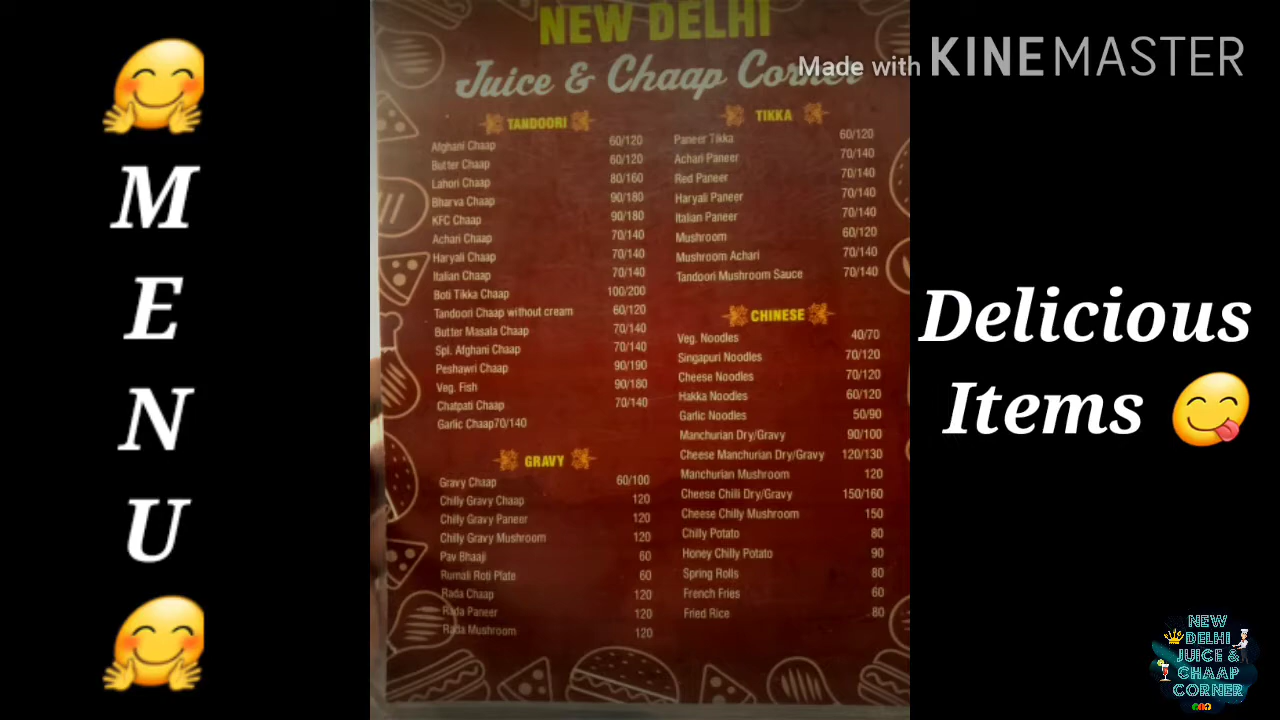 M
E
N
U
NEW DELHI
Juice & Chaap Corner
TANDOORI
Afghani Chaap 60/120
Butter Chaap 60/120
Lahori Chaap 80/160
Bharva Chaap 90/180
KFC Chaap 90/180
Achari Chaap 70/140
Haryali Chaap 70/140
Italian Chaap 70/140
Boti Tikka Chaap 100/200
Tandoori Chaap without cream 60/120
Butter Masala Chaap 70/140
Spl. Afghani Chaap 70/140
Peshawri Chaap 90/190
Veg. Fish 90/180
Chatpati Chaap 70/140
Garlic Chaap70/140
GRAVY
Gravy Chaap 60/100
Chilly Gravy Chaap 120
Chilly Gravy Paneer 120
Chilly Gravy Mushroom 120
Pav Bhaaji 60
Rumali Roti Plate 60
Rada Chaap 120
Rada Paneer 120
Rada Mushroom 120
TIKKA
Paneer Tikka 60/120
Achari Paneer 70/140
Red Paneer 70/140
Haryali Paneer 70/140
Italian Paneer 70/140
Mushroom 60/120
Mushroom Achari 70/140
Tandoori Mushroom Sauce 70/140
CHINESE
Veg. Noodles 40/70
Singapuri Noodles 70/120
Cheese Noodles 70/120
Hakka Noodles 60/120
Garlic Noodles 50/90
Manchurian Dry/Gravy 90/100
Cheese Manchurian Dry/Gravy 120/130
Manchurian Mushroom 120
Cheese Chilli Dry/Gravy 150/160
Cheese Chilly Mushroom 150
Chilly Potato 80
Honey Chilly Potato 90
Spring Rolls 80
French Fries 60
Fried Rice 80
Made with KINEMASTER
Delicious
Items
NEW
DELHI
JUICE &
CHAAP
CORNER